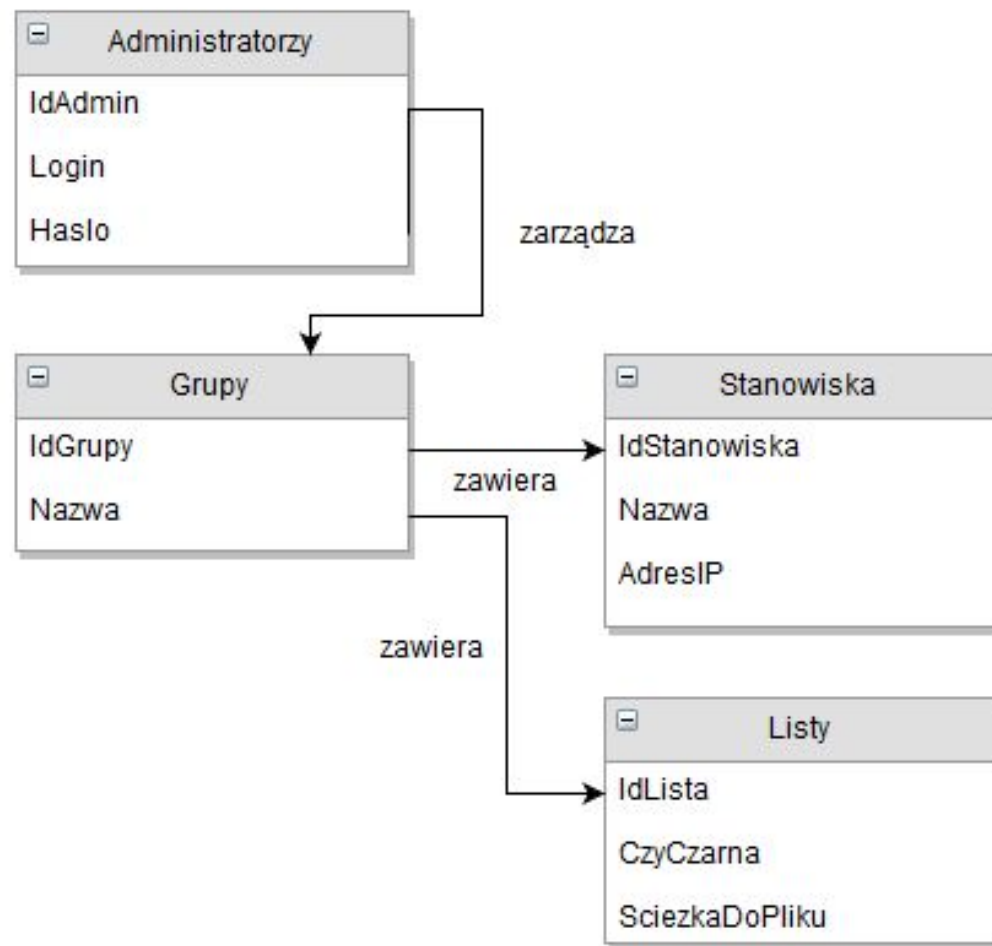 Administratorzy
IdAdmin
Login
Haslo
zarządza
Grupy
IdGrupy
Nazwa
zawiera
zawiera
Stanowiska
IdStanowiska
Nazwa
AdresIP
Listy
IdLista
CzyCzarna
SciezkaDoPliku